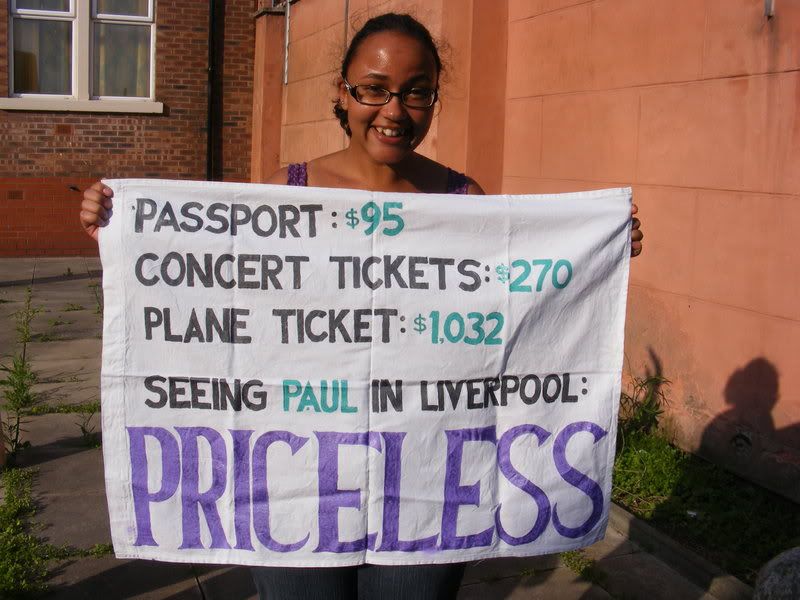 PASSPORT: $95
CONCERT TICKETS: $270
PLANE TICKET: $1,032
SEEING PAUL IN LIVERPOOL:
PRICELESS